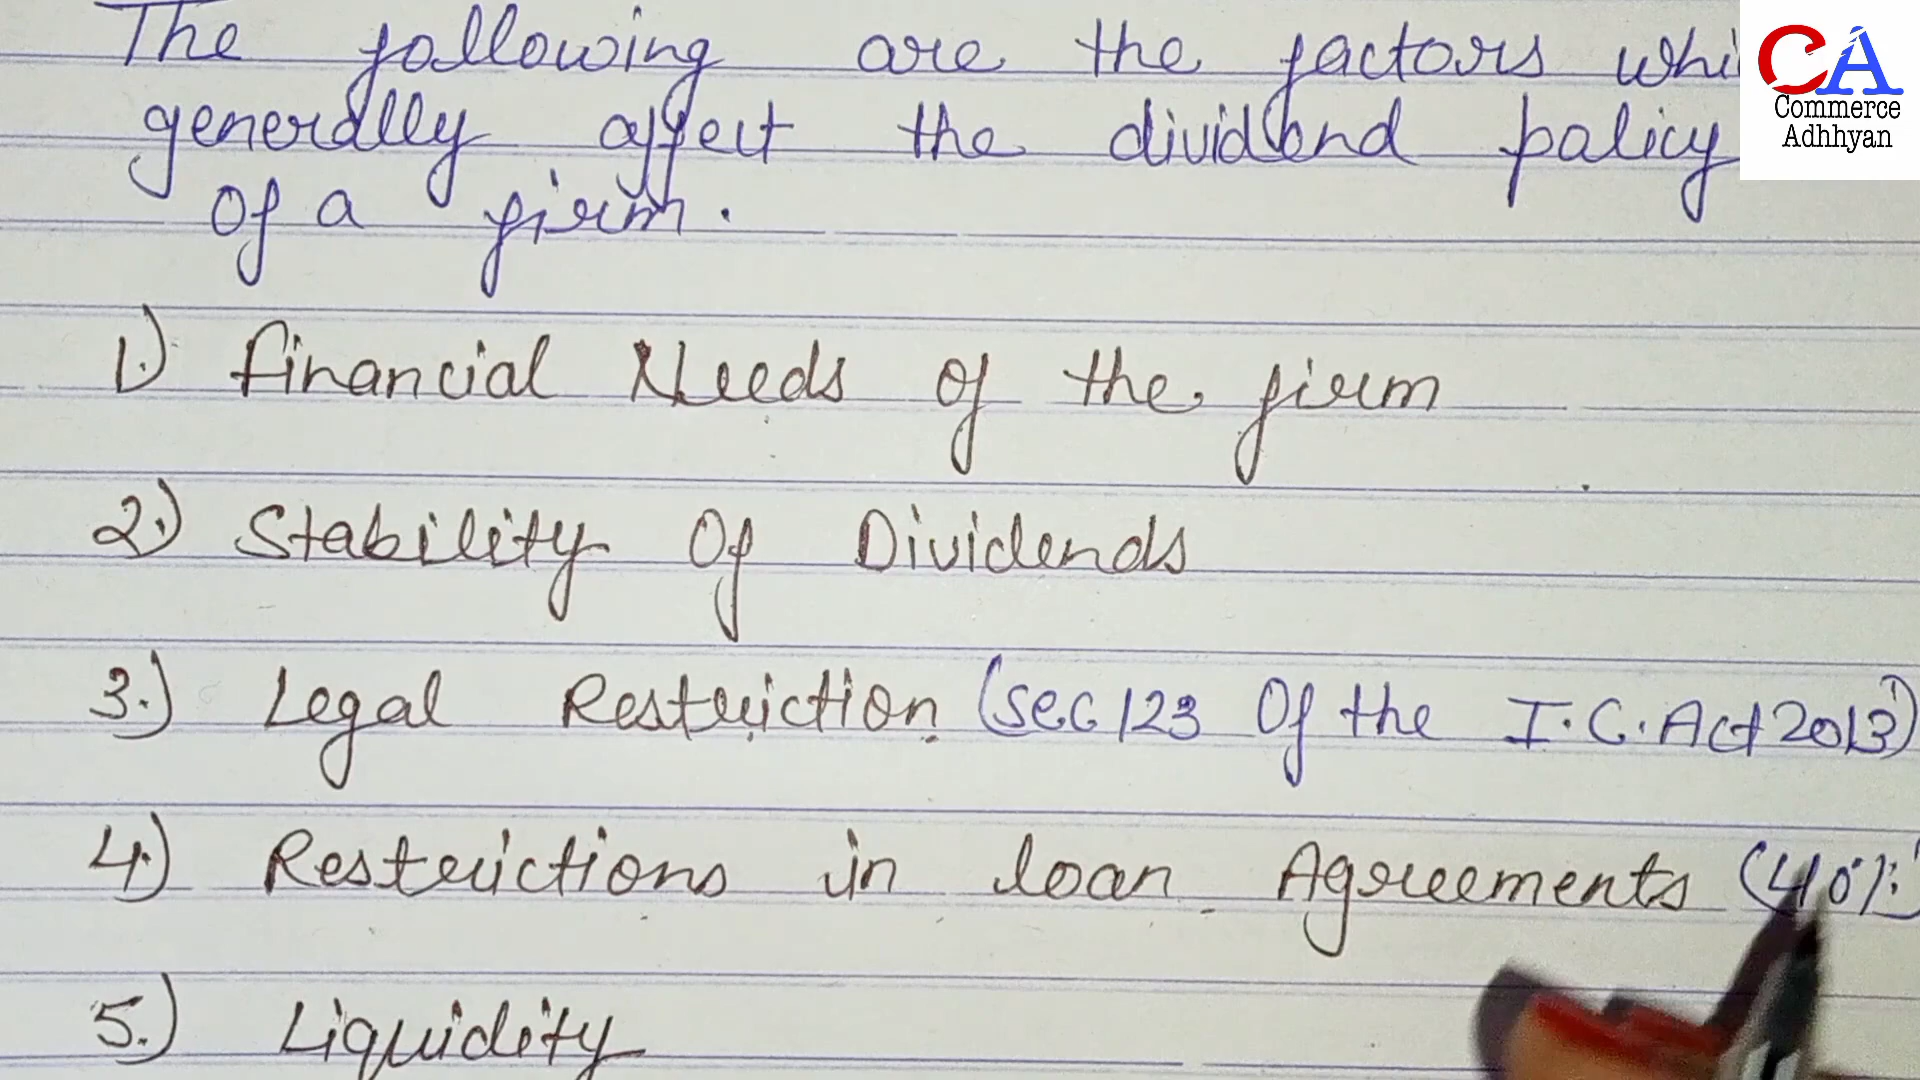 The following are the factors whi
generally affect the dividend policy
of a firm.
1.) Financial Needs of the firm
2.) Stability Of Dividends
3.) Legal Restriction (Sec 123 Of the I.C. Act 2013)
4.) Restrictions in loan Agreements (40%)
5.) Liquidity
CA
Commerce
Adhhyan